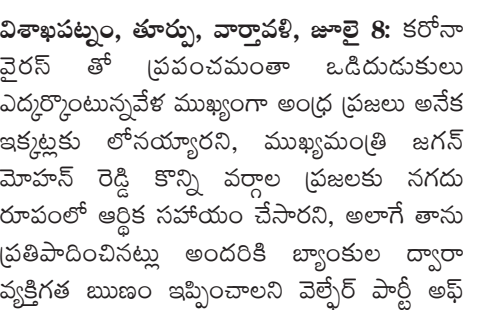 విశాఖపట్నం, తూర్పు, వార్తావళి, జూలై 8: కరోనా
వైరస్ తో ప్రపంచమంతా ఒడిదుడుకులు
ఎద్కుర్కొంటున్నవేళ ముఖ్యంగా అంధ్ర ప్రజలు అనేక
ఇక్కట్లకు లోనయ్యారని, ముఖ్యమంత్రి జగన్
మోహన్ రెడ్డి కొన్ని వర్గాల ప్రజలకు నగదు
రూపంలో ఆర్థిక సహాయం చేసారని, అలాగే తాను
ప్రతిపాదించినట్లు అందరికి బ్యాంకుల ద్వారా
వ్యక్తిగత ఋణం ఇప్పించాలని వెల్ఫేర్ పార్టీ అఫ్